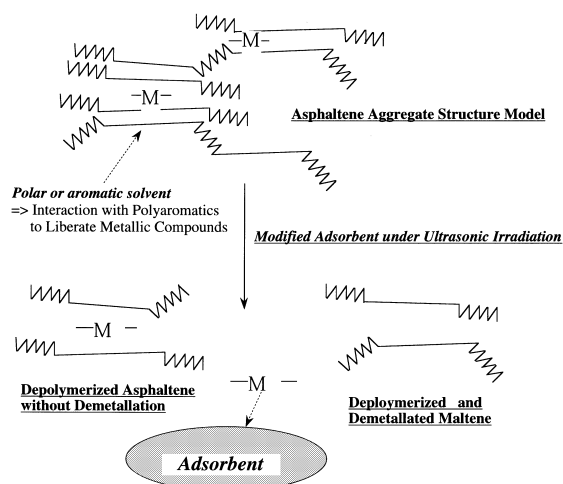 –M–
–M–
Asphaltene Aggregate Structure Model
Polar or aromatic solvent
=> Interaction with Polyaromatics
to Liberate Metallic Compounds
Modified Adsorbent under Ultrasonic Irradiation
–M –
Depolymerized Asphaltene
without Demetallation
–M –
Deploymerized and
Demetallated Maltene
Adsorbent